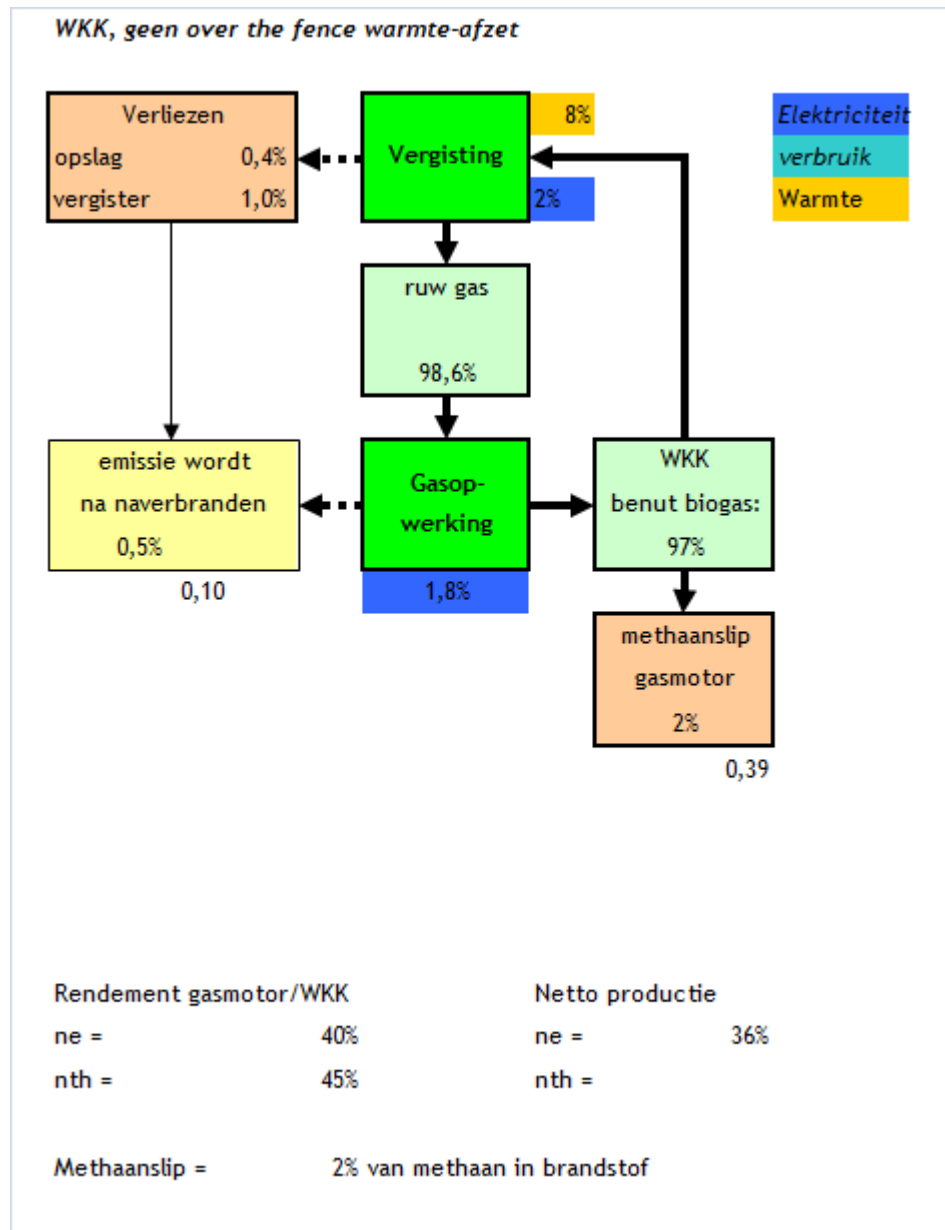 WKK, geen over the fence warmte-afzet
Verliezen
opslag 0,4%
vergister 1,0%
Vergisting
8%
2%
Elektriciteit
verbruik
Warmte
ruw gas
98,6%
emissie wordt
na naverbranden
0,5%
0,10
Gasop-
werking
1,8%
WKK
benut biogas:
97%
methaanslip
gasmotor
2%
0,39
Rendement gasmotor/WKK
ne = 40%
nth = 45%
Netto productie
ne = 36%
nth =
Methaanslip = 2% van methaan in brandstof